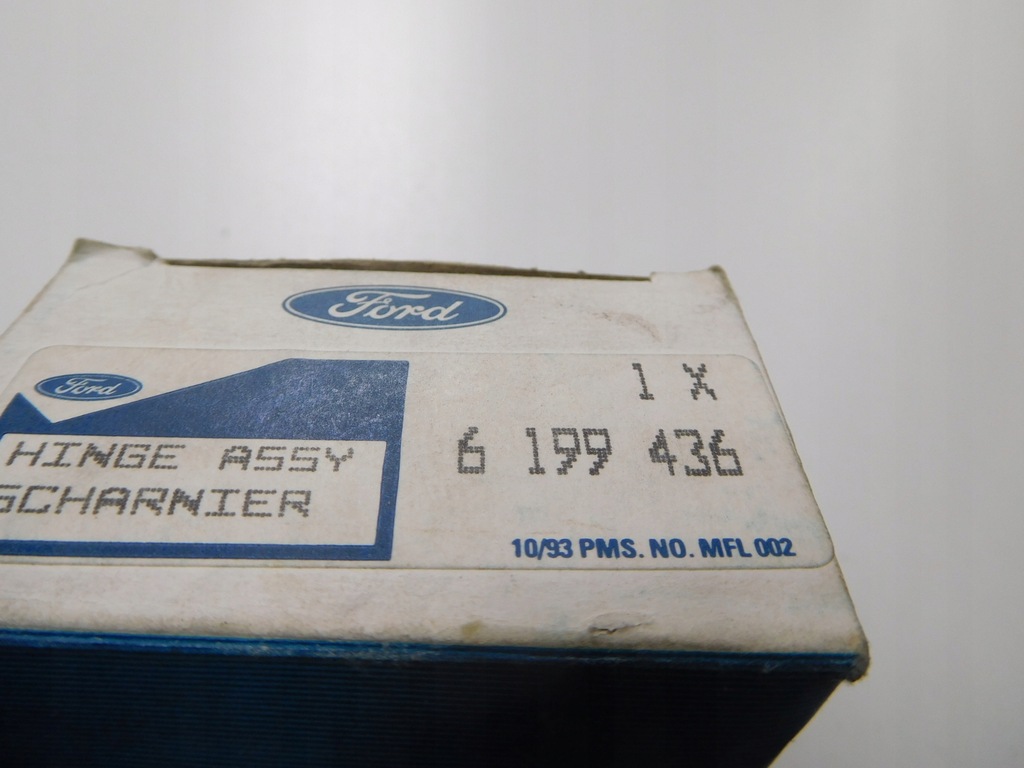 Ford
Ford
1 X
HINGE ASSY
6 199 436
SCHARNIER
10/93 PMS. NO. MFL 002